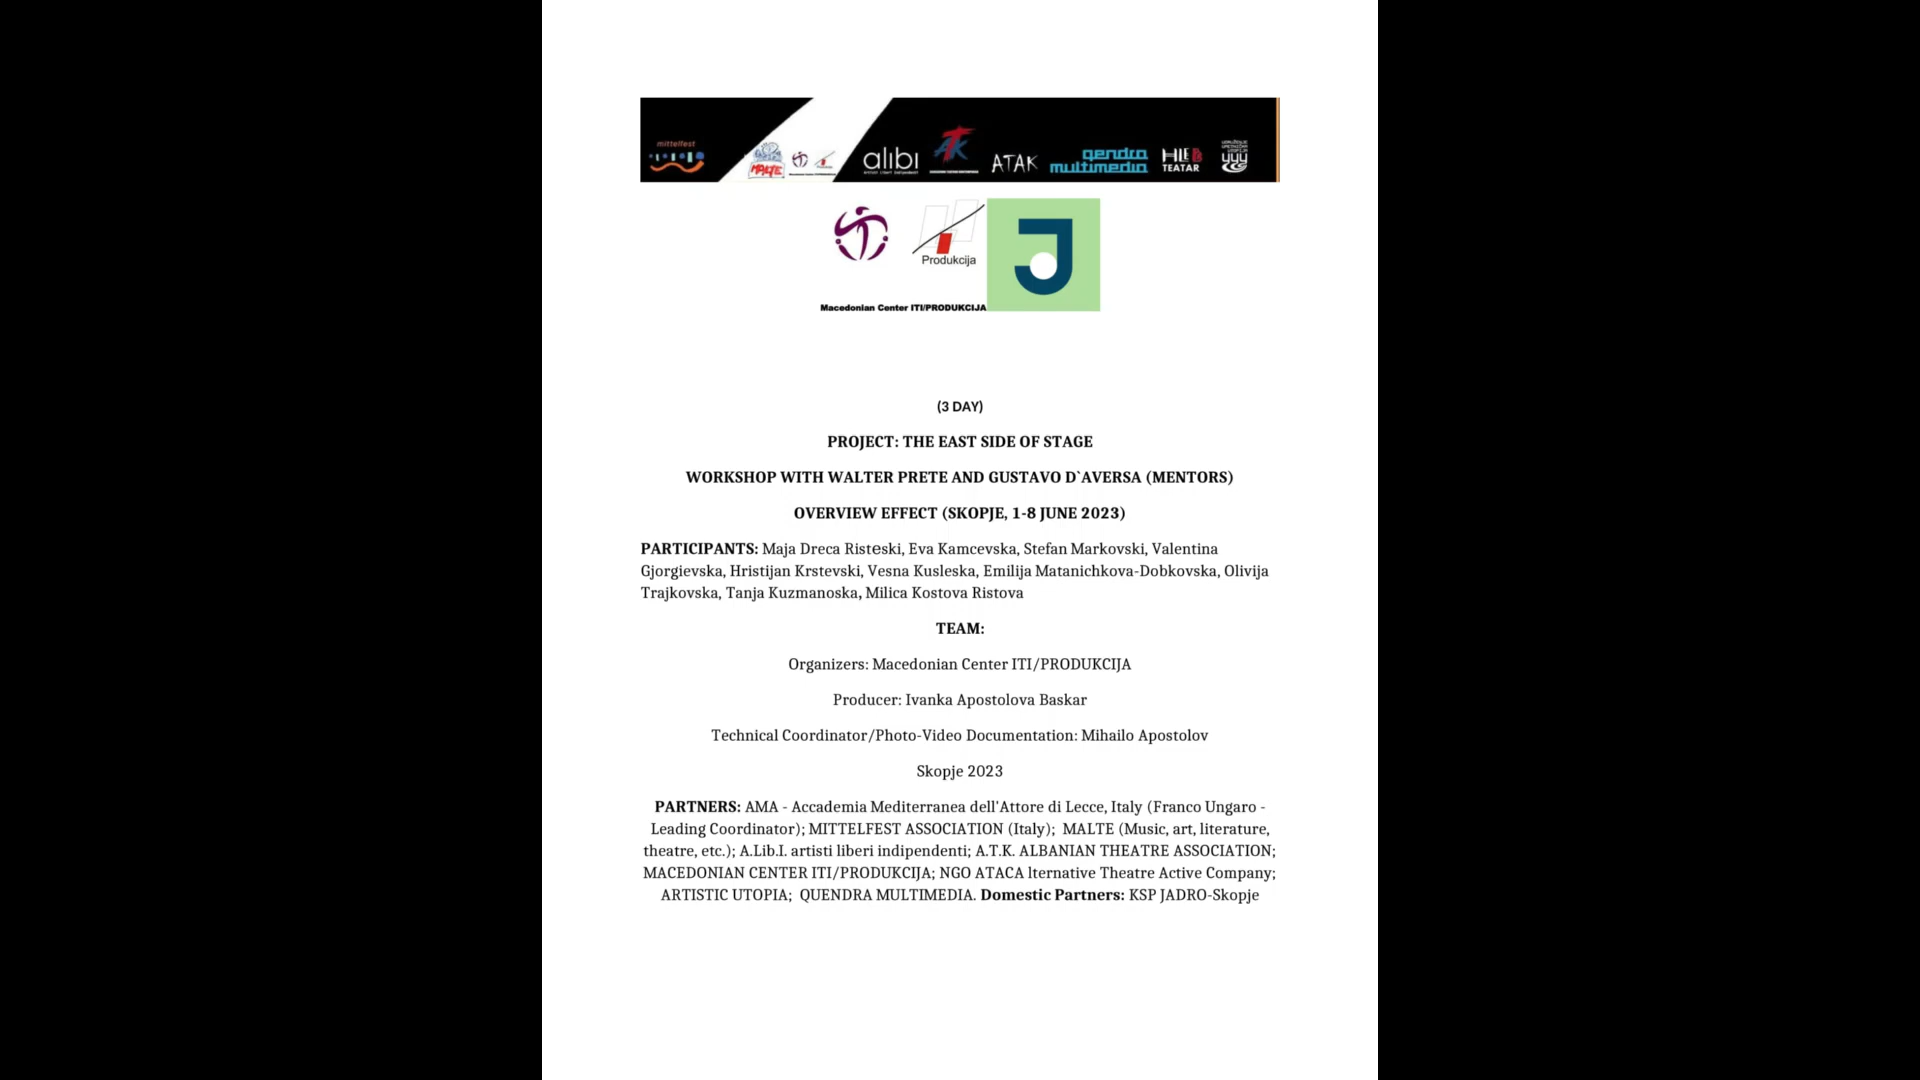 mittelfest
MALTE
alibi
ATK
ATAK
qendra
multimedia
HLEB
TEATAR
Produkcija
Macedonian Center ITI/PRODUKCIJA
(3 DAY)
PROJECT: THE EAST SIDE OF STAGE
WORKSHOP WITH WALTER PRETE AND GUSTAVO D`AVERSA (MENTORS)
OVERVIEW EFFECT (SKOPJE, 1-8 JUNE 2023)
PARTICIPANTS: Maja Dreca Risteski, Eva Kamcevska, Stefan Markovski, Valentina
Gjorgievska, Hristijan Krstevski, Vesna Kusleska, Emilija Matanichkova-Dobkovska, Olivija
Trajkovska, Tanja Kuzmanoska, Milica Kostova Ristova
TEAM:
Organizers: Macedonian Center ITI/PRODUKCIJA
Producer: Ivanka Apostolova Baskar
Technical Coordinator/Photo-Video Documentation: Mihailo Apostolov
Skopje 2023
PARTNERS: AMA - Accademia Mediterranea dell'Attore di Lecce, Italy (Franco Ungaro -
Leading Coordinator); MITTELFEST ASSOCIATION (Italy);  MALTE (Music, art, literature,
theatre, etc.); A.Lib.I. artisti liberi indipendenti; A.T.K. ALBANIAN THEATRE ASSOCIATION;
MACEDONIAN CENTER ITI/PRODUKCIJA; NGO ATACA lternative Theatre Active Company;
ARTISTIC UTOPIA;  QUENDRA MULTIMEDIA. Domestic Partners: KSP JADRO-Skopje